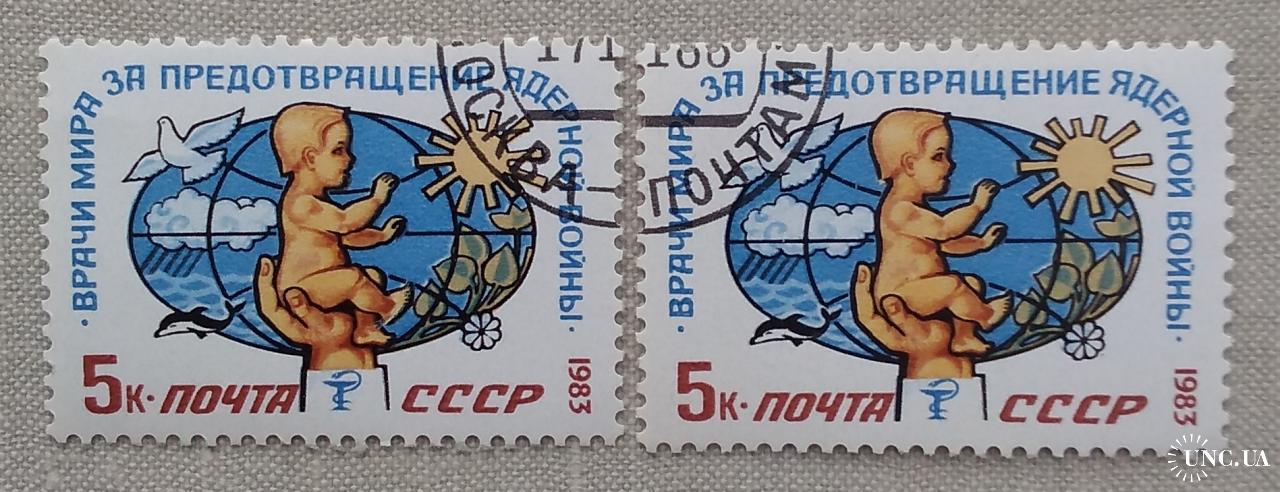 · ВРАЧИ МИРА ЗА ПРЕДОТВРАЩЕНИЕ ЯДЕРНОЙ ВОЙНЫ ·
5к · ПОЧТА СССР
1983
· ВРАЧИ МИРА ЗА ПРЕДОТВРАЩЕНИЕ ЯДЕРНОЙ ВОЙНЫ ·
5к · ПОЧТА СССР
1983
МОСКВА—ПОЧТАМ
UNC.UA